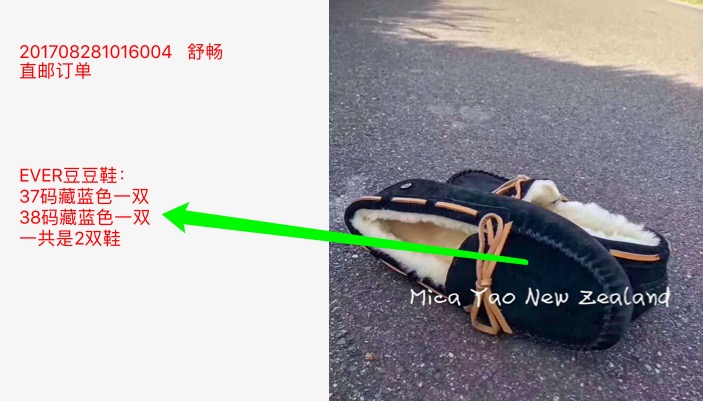 201708281016004 舒畅
直邮订单
EVER豆豆鞋：
37码藏蓝色一双
38码藏蓝色一双
一共是2双鞋
Mica Yao New Zealand